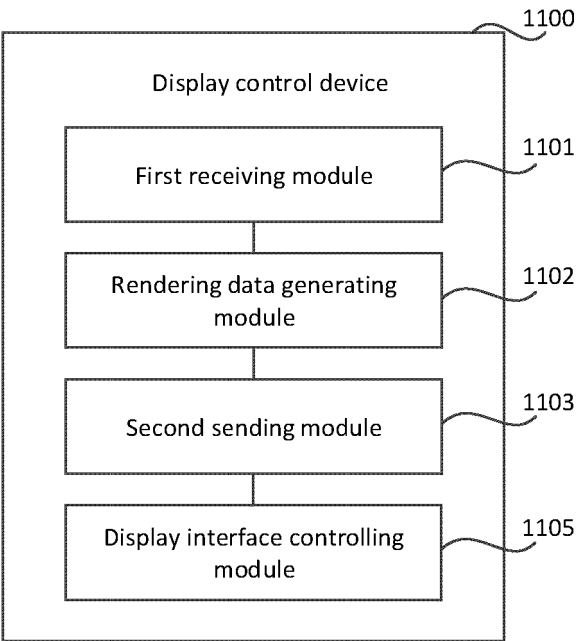 1100
Display control device
1101
First receiving module
1102
Rendering data generating
module
1103
Second sending module
1105
Display interface controlling
module